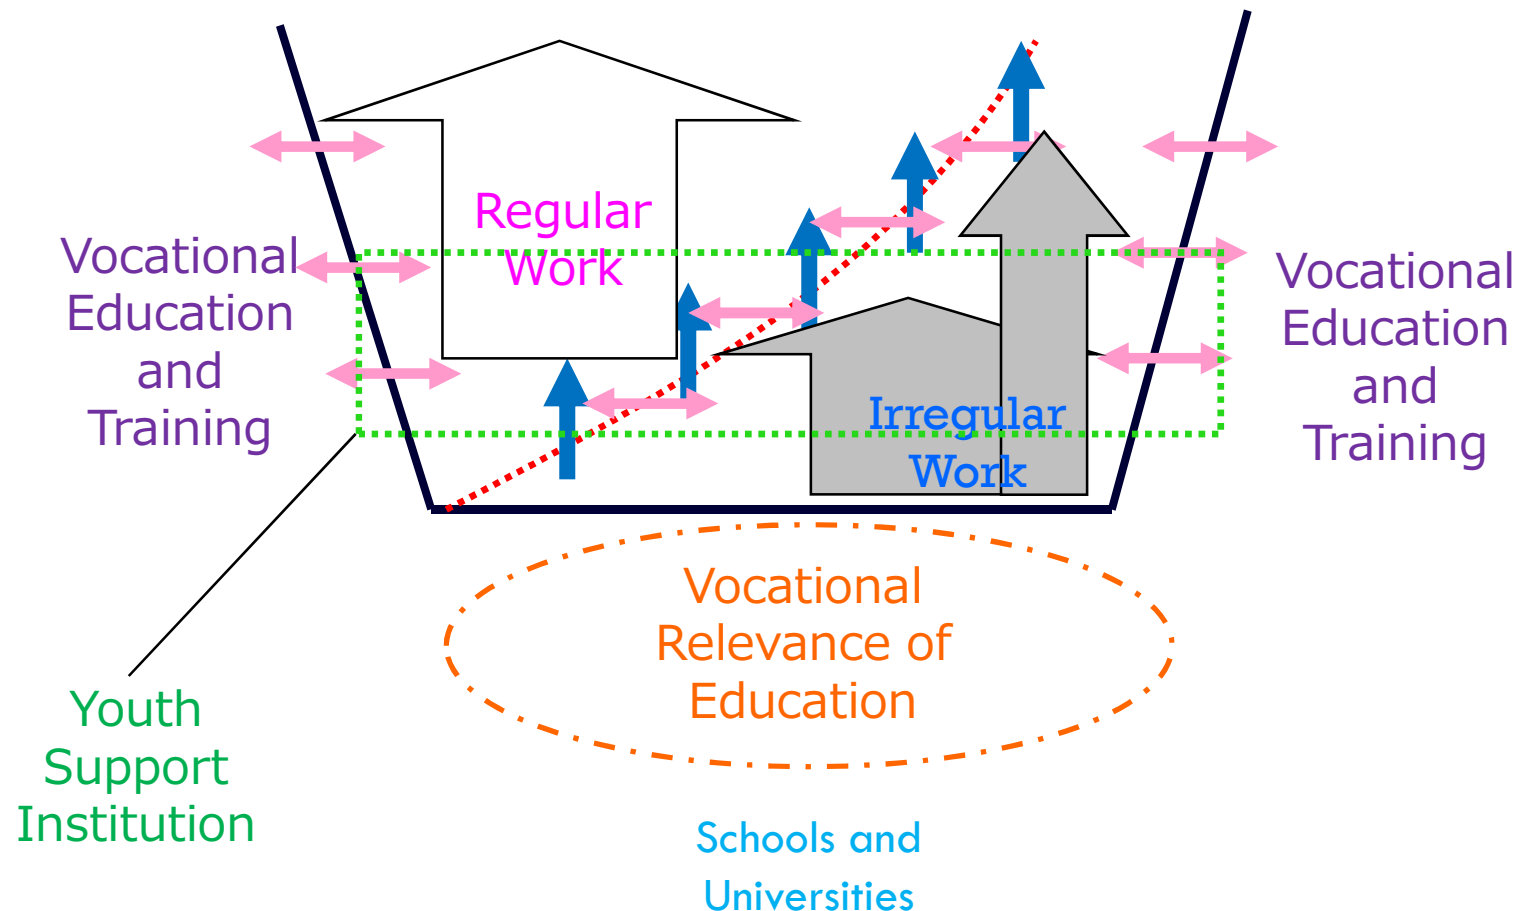 Regular
Work
Vocational
Education
and
Training
Vocational
Education
and
Training
Irregular
Work
Vocational
Relevance of
Education
Youth
Support
Institution
Schools and
Universities